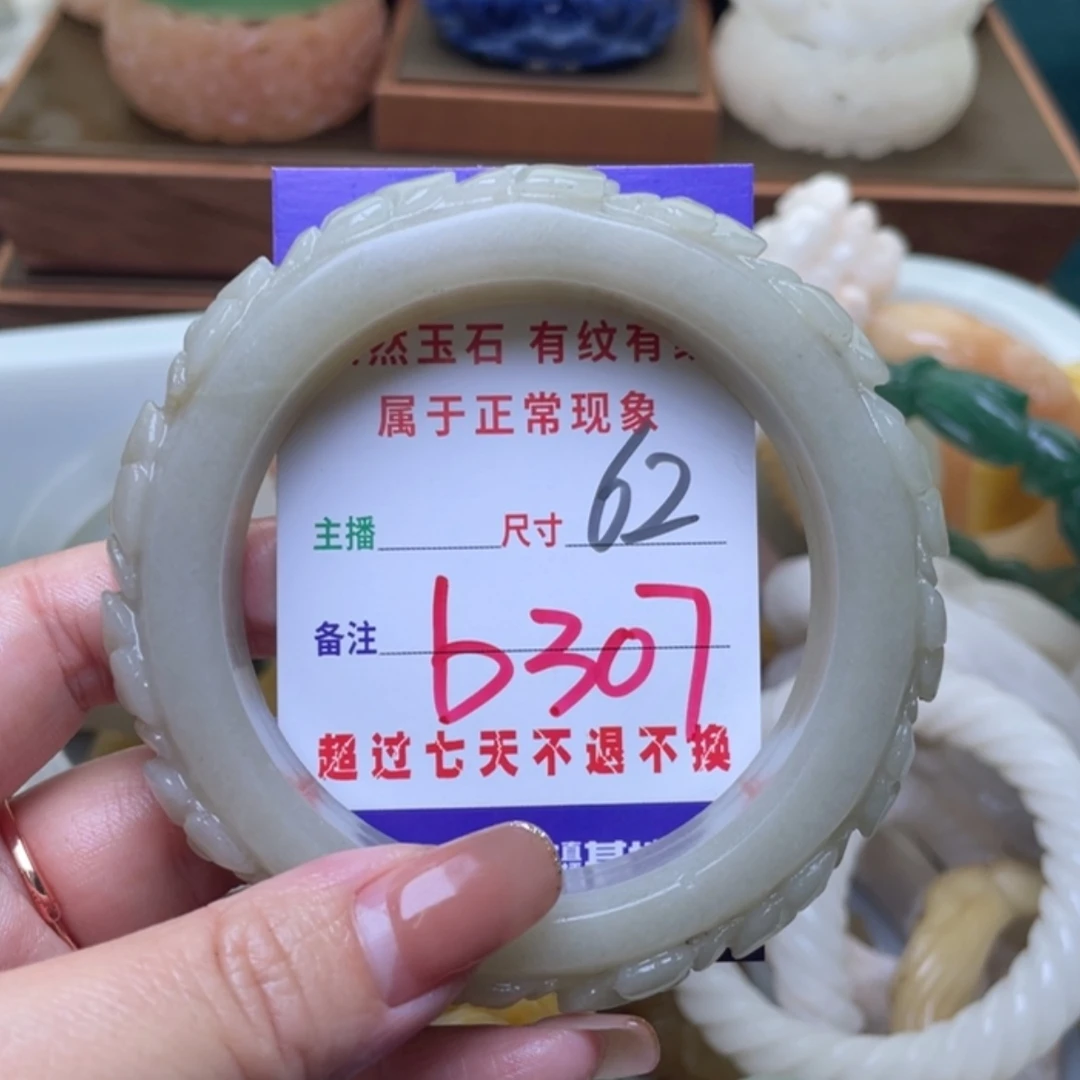 然玉石 有纹有
属于正常现象
主播 尺寸 62
备注 b307
超过七天不退不换